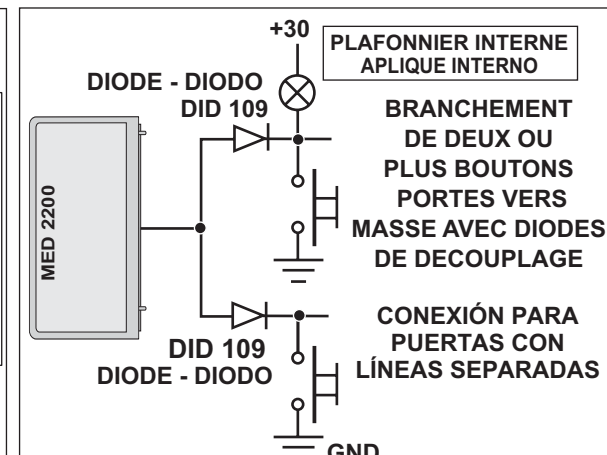 +30
PLAFONNIER INTERNE
APLIQUE INTERNO
DIODE - DIODO
DID 109
MED 2200
BRANCHEMENT
DE DEUX OU
PLUS BOUTONS
PORTES VERS
MASSE AVEC DIODES
DE DECOUPLAGE
DID 109
DIODE - DIODO
CONEXIÓN PARA
PUERTAS CON
LÍNEAS SEPARADAS
GND